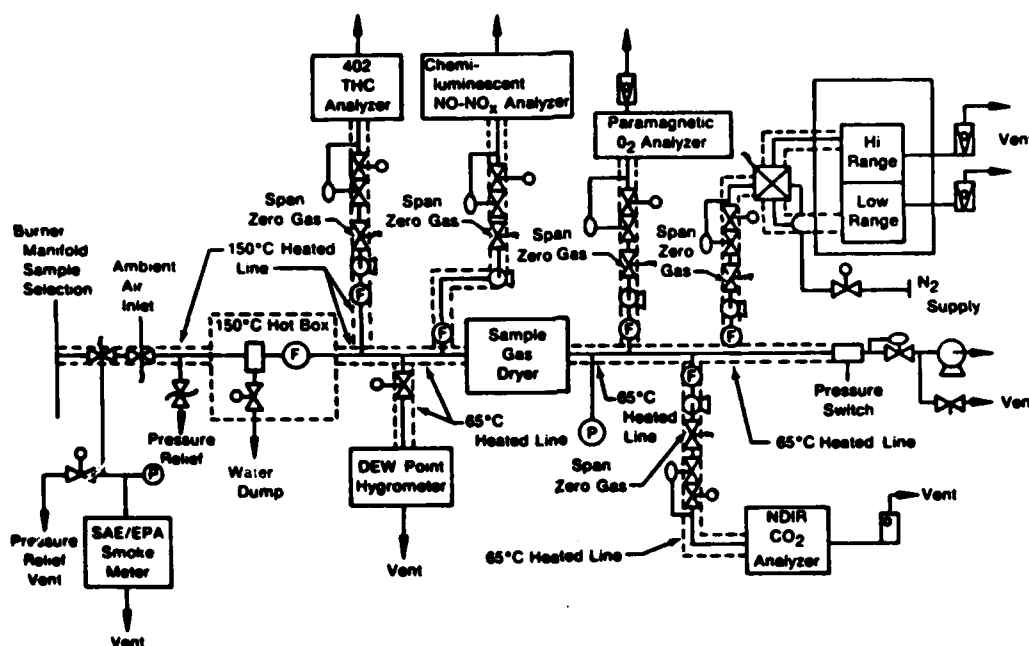 402
THC
Analyzer
Chemi-
luminescent
NO-NOx Analyzer
Paramagnetic
02 Analyzer
Hi
Range
Low
Range
Vent
Span
Zero Gas
Span
Zero Gas
Span
Zero Gas
Span
Zero
Gas
N2
Supply
Burner
Manifold
Sample
Selection
Ambient
Air
Inlet
150°C Heated
Line
150°C Hot Box
F
F
F
F
F
F
Sample
Gas
Dryer
Pressure
Switch
Vent
65°C
Heated Line
65°C
Heated
Line
65°C Heated Line
P
Pressure
Relief
Water
Dump
DEW Point
Hygrometer
Vent
Span
Zero Gas
65°C Heated Line
NDIR
CO2
Analyzer
Vent
P
Pressure
Relief
Vent
SAE/EPA
Smoke
Meter
Vent